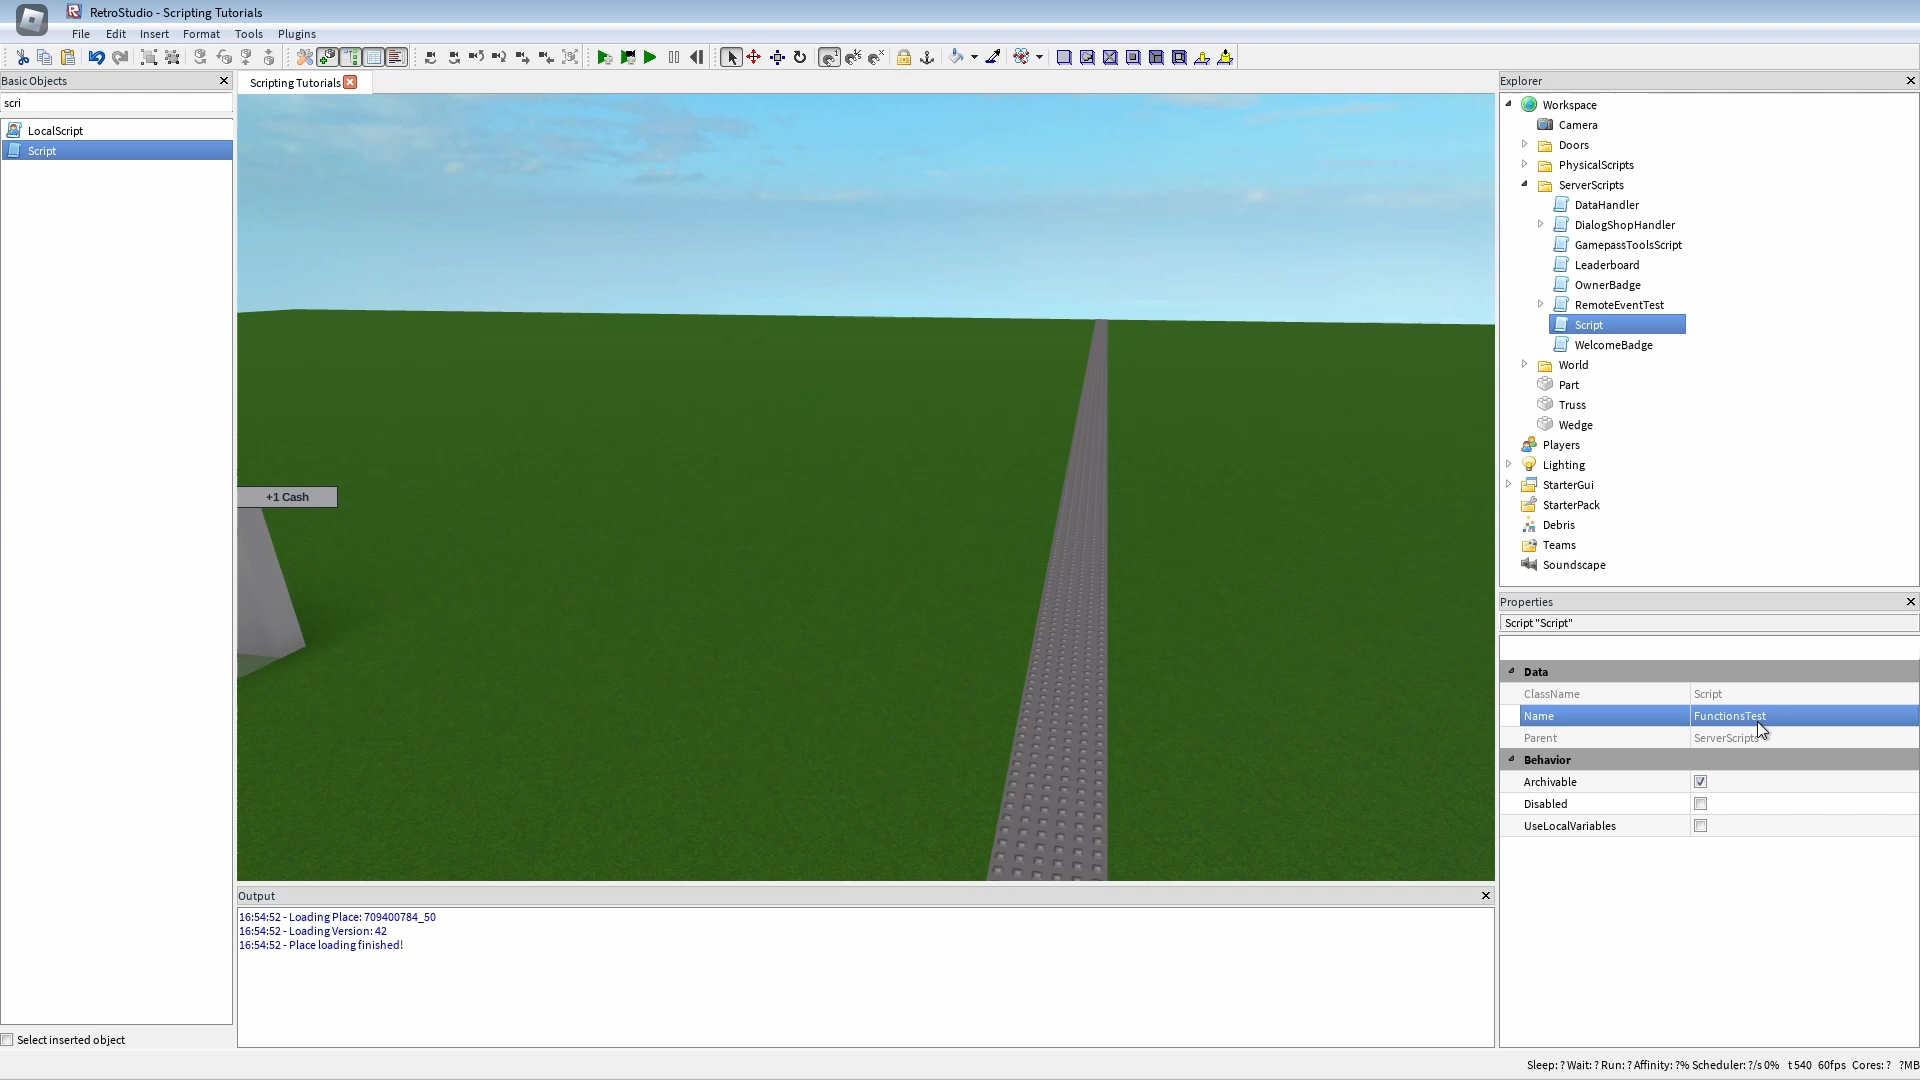 RetroStudio - Scripting Tutorials
File Edit Insert Format Tools Plugins
Basic Objects
scri
LocalScript
Script
Select inserted object
Scripting Tutorials
+1 Cash
Output
16:54:52 - Loading Place: 709400784_50
16:54:52 - Loading Version: 42
16:54:52 - Place loading finished!
Explorer
Workspace
Camera
Doors
PhysicalScripts
ServerScripts
DataHandler
DialogShopHandler
GamepassToolsScript
Leaderboard
OwnerBadge
RemoteEventTest
Script
WelcomeBadge
World
Part
Truss
Wedge
Players
Lighting
StarterGui
StarterPack
Debris
Teams
Soundscape
Properties
Script "Script"
Data
ClassName Script
Name FunctionsTest
Parent ServerScripts
Behavior
Archivable
Disabled
UseLocalVariables
Sleep: ? Wait: ? Run: ? Affinity: ?% Scheduler: ?/s 0% t 540 60fps Cores: ? ?MB